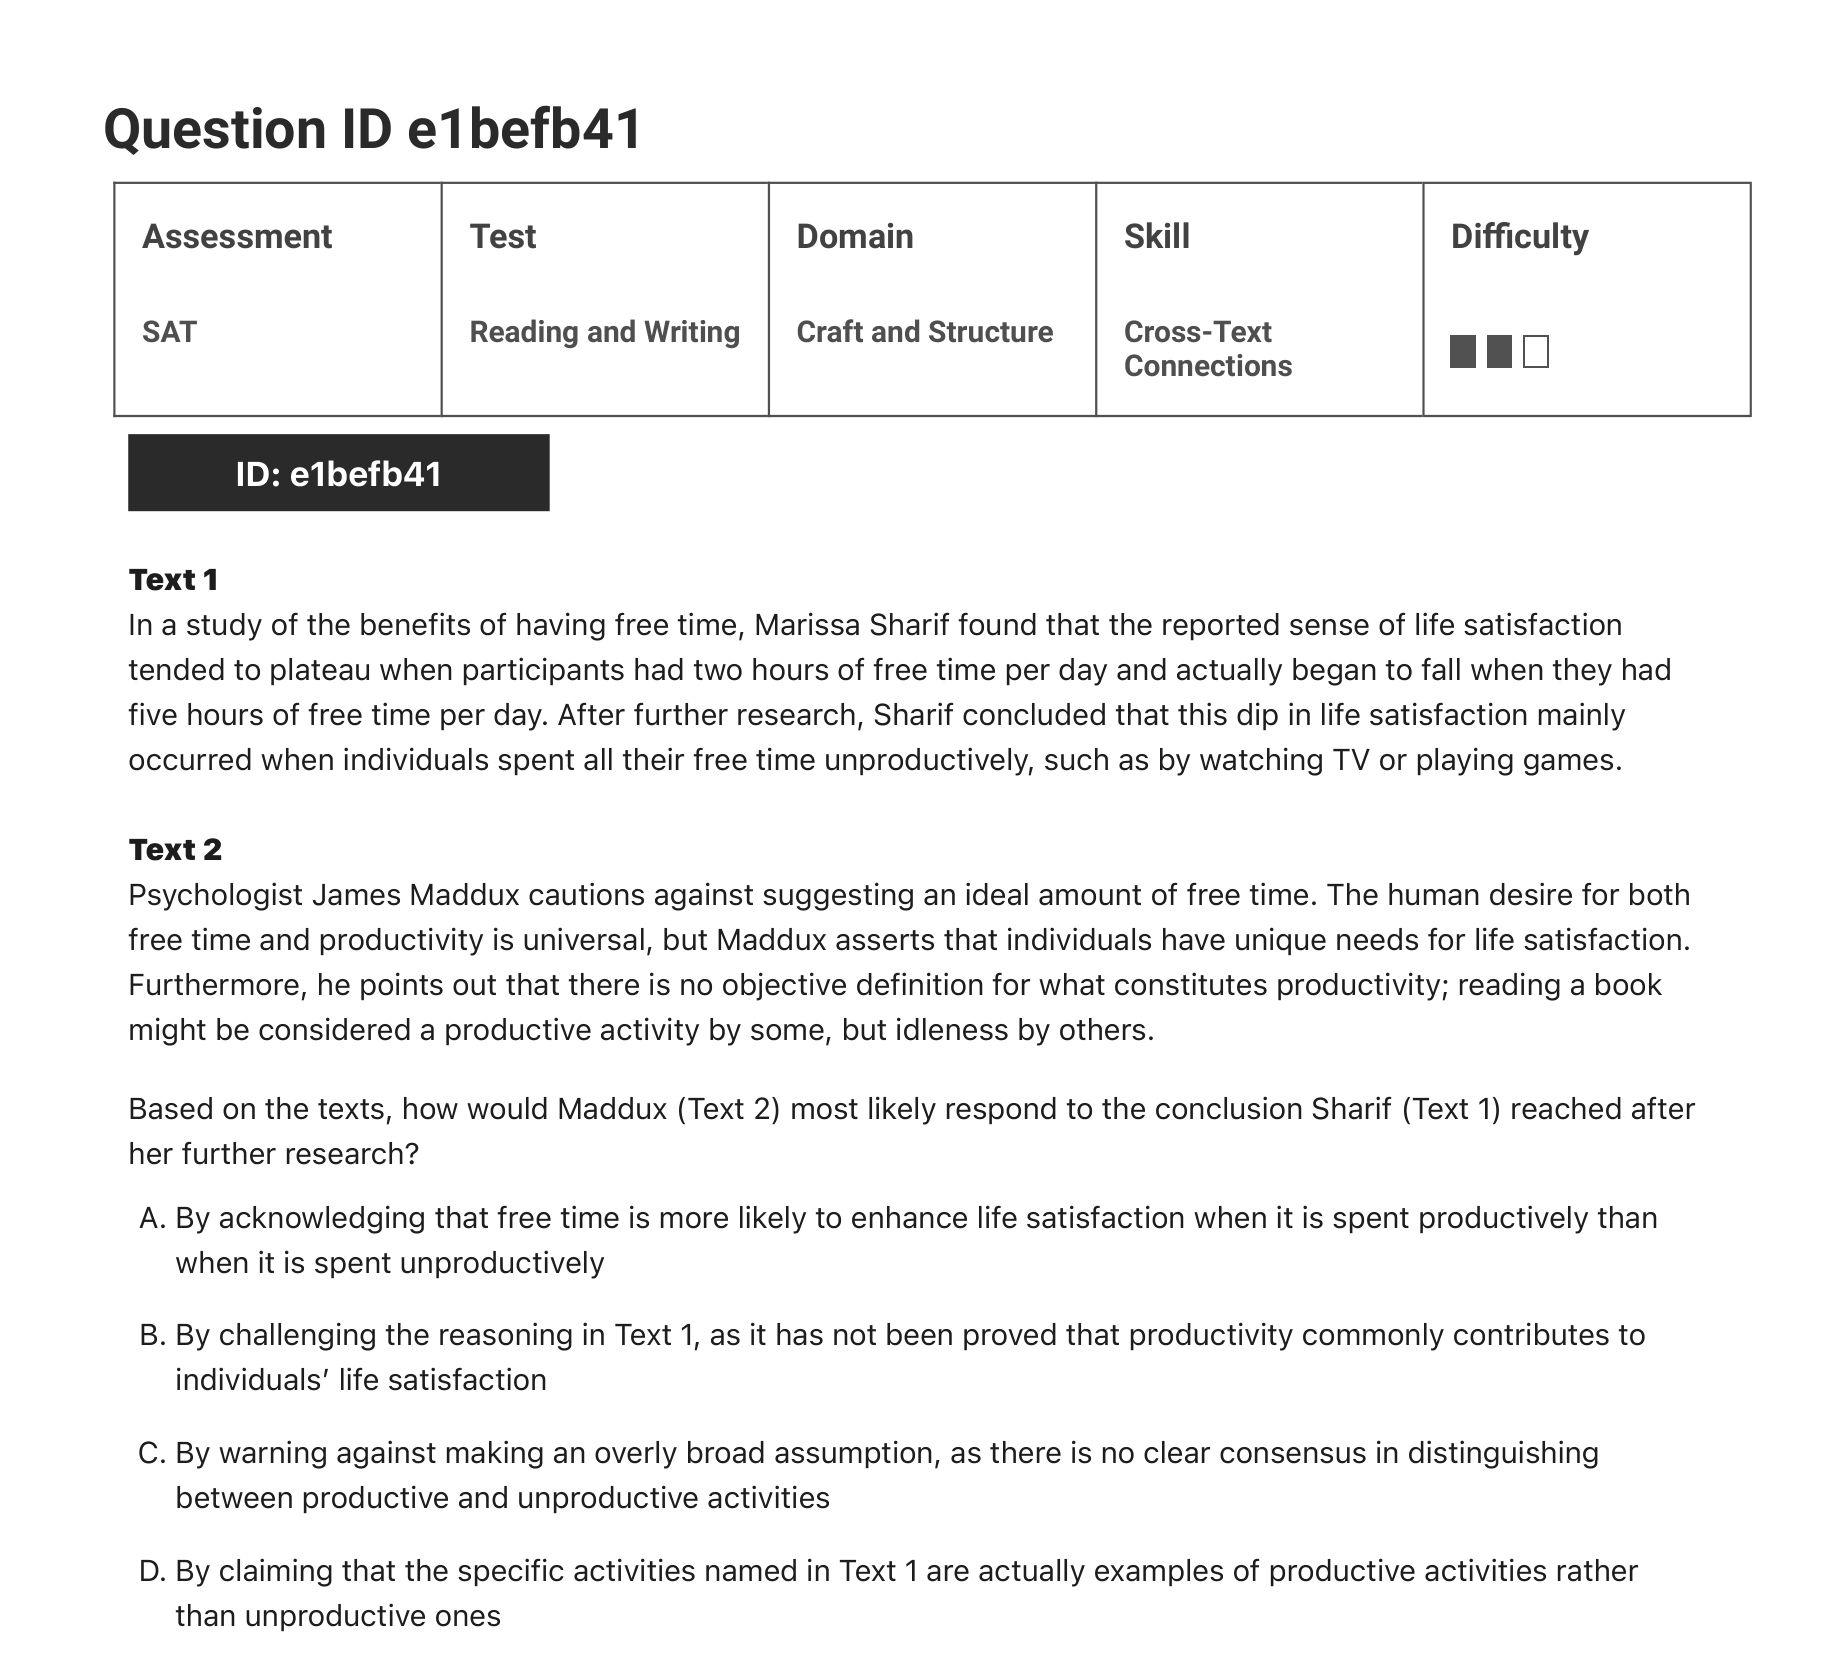 Question ID e1befb41
Assessment
Test
Domain
Skill
Difficulty
SAT
Reading and Writing
Craft and Structure
Cross-Text
Connections
ID: e1befb41
Text 1
In a study of the benefits of having free time, Marissa Sharif found that the reported sense of life satisfaction
tended to plateau when participants had two hours of free time per day and actually began to fall when they had
five hours of free time per day. After further research, Sharif concluded that this dip in life satisfaction mainly
occurred when individuals spent all their free time unproductively, such as by watching TV or playing games.
Text 2
Psychologist James Maddux cautions against suggesting an ideal amount of free time. The human desire for both
free time and productivity is universal, but Maddux asserts that individuals have unique needs for life satisfaction.
Furthermore, he points out that there is no objective definition for what constitutes productivity; reading a book
might be considered a productive activity by some, but idleness by others.
Based on the texts, how would Maddux (Text 2) most likely respond to the conclusion Sharif (Text 1) reached after
her further research?
A. By acknowledging that free time is more likely to enhance life satisfaction when it is spent productively than
when it is spent unproductively
B. By challenging the reasoning in Text 1, as it has not been proved that productivity commonly contributes to
individuals’ life satisfaction
C. By warning against making an overly broad assumption, as there is no clear consensus in distinguishing
between productive and unproductive activities
D. By claiming that the specific activities named in Text 1 are actually examples of productive activities rather
than unproductive ones